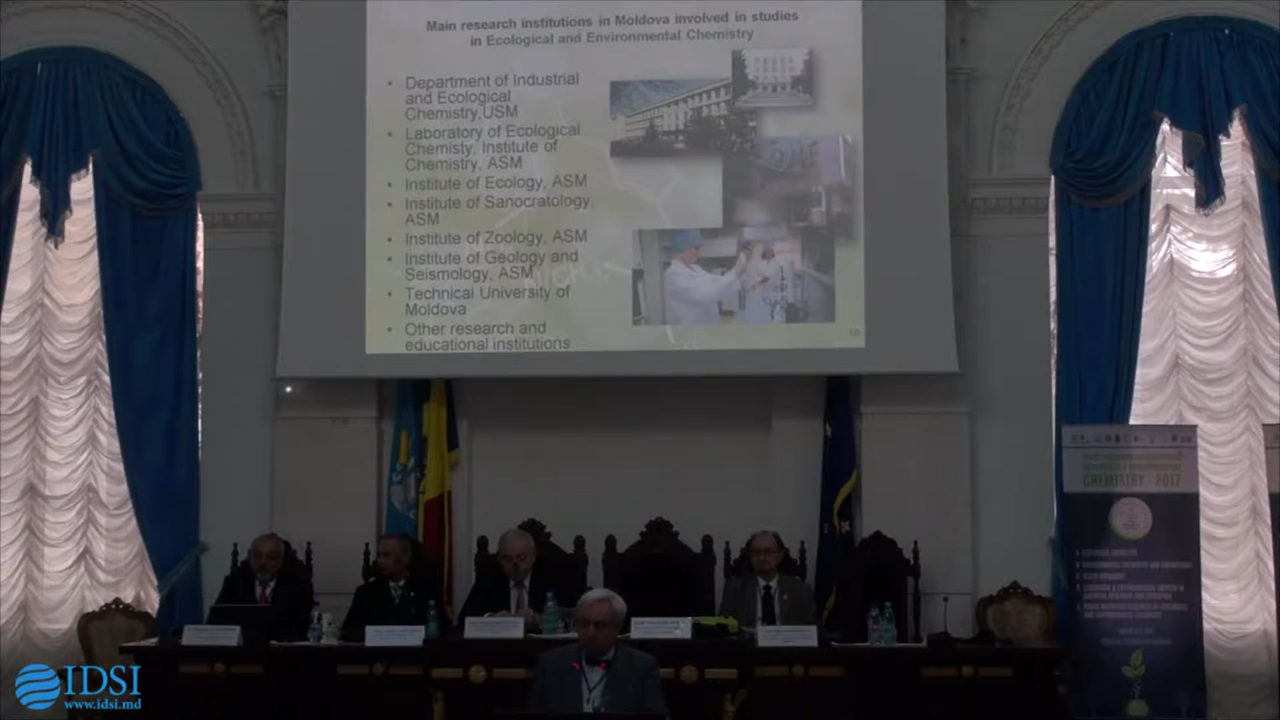 Main research institutions in Moldova involved in studies
in Ecological and Environmental Chemistry
• Department of Industrial
and Ecological
Chemistry,USM
• Laboratory of Ecological
Chemisty, Institute of
Chemistry, ASM
• Institute of Ecology, ASM
• Institute of Sanocratology,
ASM
• Institute of Zoology, ASM
• Institute of Geology and
Seismology, ASM
• Technical University of
Moldova
• Other research and
educational institutions
10
CHEMISTRY - 2017
IDSI
www.idsi.md